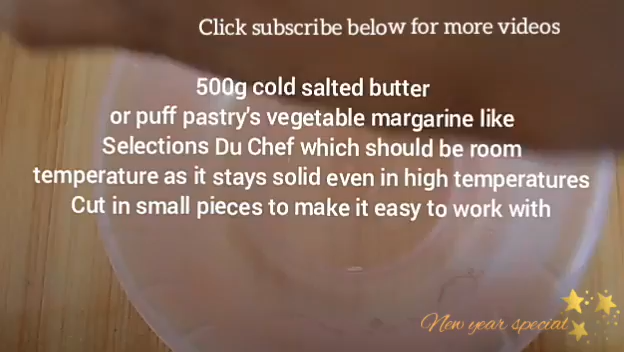 Click subscribe below for more videos
500g cold salted butter
or puff pastry's vegetable margarine like
Selections Du Chef which should be room
temperature as it stays solid even in high temperatures
Cut in small pieces to make it easy to work with
New year special